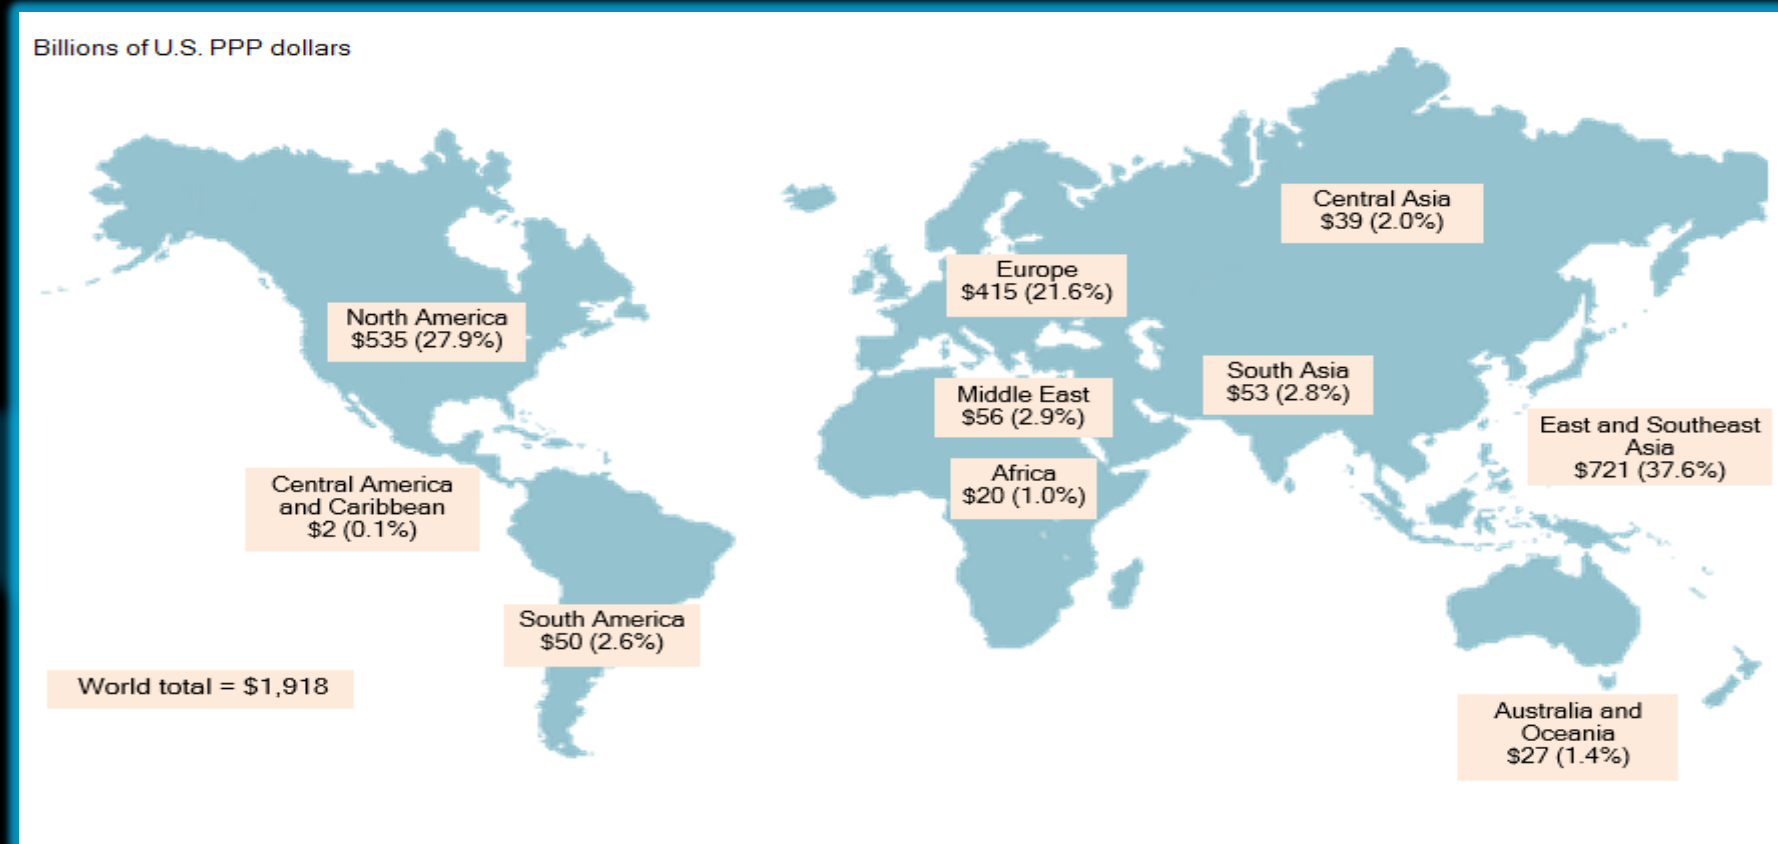 Billions of U.S. PPP dollars
Central Asia
$39 (2.0%)
Europe
$415 (21.6%)
North America
$535 (27.9%)
South Asia
$53 (2.8%)
Middle East
$56 (2.9%)
East and Southeast
Asia
$721 (37.6%)
Africa
$20 (1.0%)
Central America
and Caribbean
$2 (0.1%)
South America
$50 (2.6%)
World total = $1,918
Australia and
Oceania
$27 (1.4%)